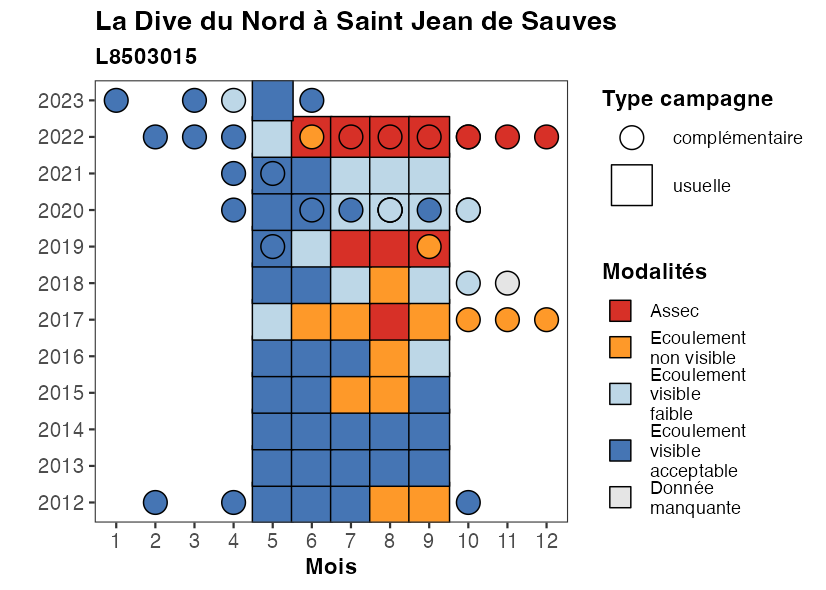 La Dive du Nord à Saint Jean de Sauves
L8503015
2023
2022
2021
2020
2019
2018
2017
2016
2015
2014
2013
2012
1 2 3 4 5 6 7 8 9 10 11 12
Mois
Type campagne
complémentaire
usuelle
Modalités
Assec
Ecoulement
non visible
Ecoulement
visible
faible
Ecoulement
visible
acceptable
Donnée
manquante